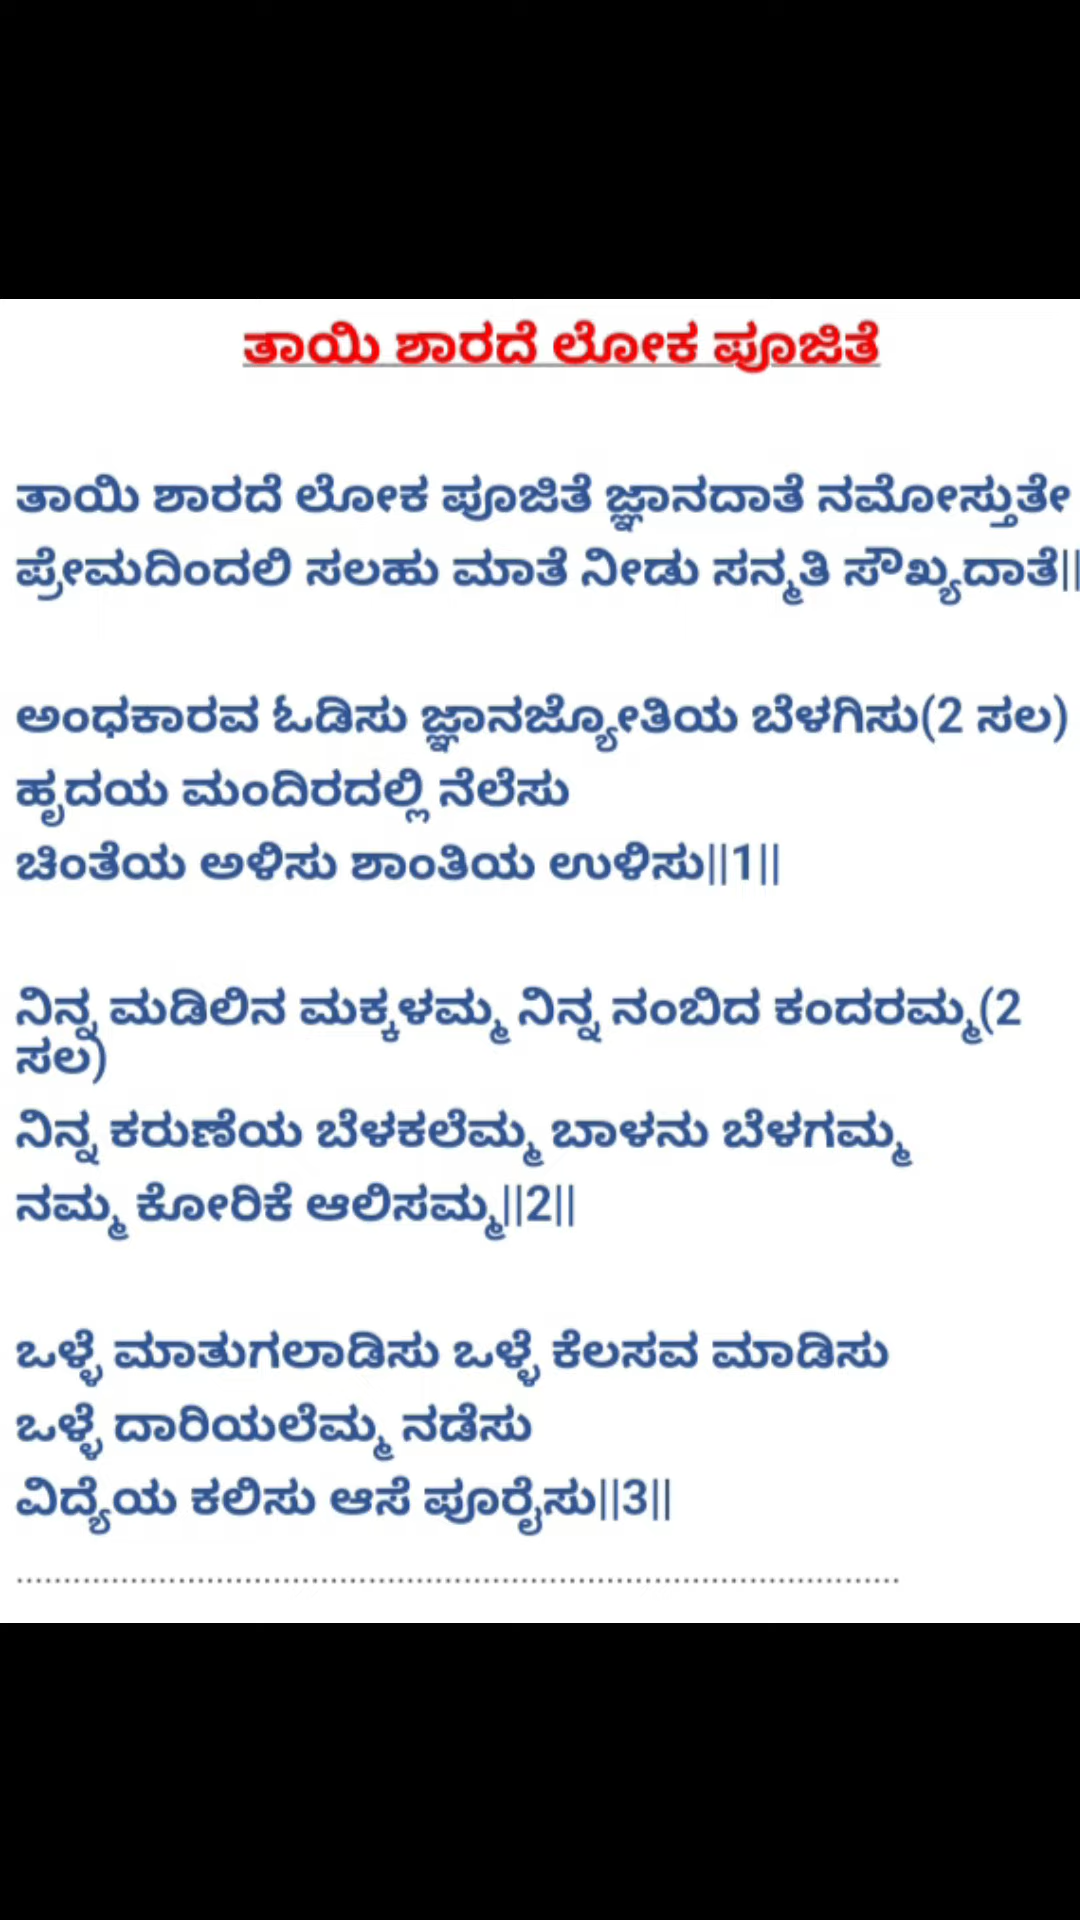 ತಾಯಿ ಶಾರದೆ ಲೋಕ ಪೂಜಿತೆ
ತಾಯಿ ಶಾರದೆ ಲೋಕ ಪೂಜಿತೆ ಜ್ಞಾನದಾತೆ ನಮೋಸ್ತುತೇ
ಪ್ರೇಮದಿಂದಲಿ ಸಲಹು ಮಾತೆ ನೀಡು ಸನ್ಮತಿ ಸೌಖ್ಯದಾತೆ||
ಅಂಧಕಾರವ ಓಡಿಸು ಜ್ಞಾನಜ್ಯೋತಿಯ ಬೆಳಗಿಸು(2 ಸಲ)
ಹೃದಯ ಮಂದಿರದಲ್ಲಿ ನೆಲೆಸು
ಚಿಂತೆಯ ಅಳಿಸು ಶಾಂತಿಯ ಉಳಿಸು||1||
ನಿನ್ನ ಮಡಿಲಿನ ಮಕ್ಕಳಮ್ಮ ನಿನ್ನ ನಂಬಿದ ಕಂದರಮ್ಮ(2
ಸಲ)
ನಿನ್ನ ಕರುಣೆಯ ಬೆಳಕಲೆಮ್ಮ ಬಾಳನು ಬೆಳಗಮ್ಮ
ನಮ್ಮ ಕೋರಿಕೆ ಆಲಿಸಮ್ಮ||2||
ಒಳ್ಳೆ ಮಾತುಗಲಾಡಿಸು ಒಳ್ಳೆ ಕೆಲಸವ ಮಾಡಿಸು
ಒಳ್ಳೆ ದಾರಿಯಲೆಮ್ಮ ನಡೆಸು
ವಿದ್ಯೆಯ ಕಲಿಸು ಆಸೆ ಪೂರೈಸು||3||